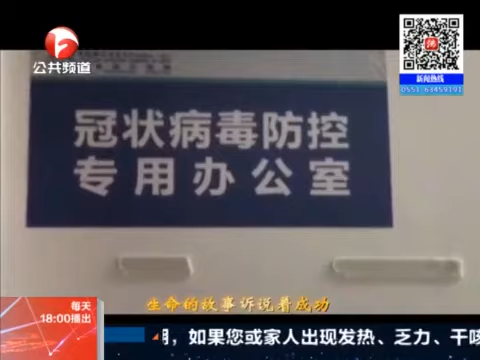 公共频道
新闻热线
0551 63459191
冠状病毒防控
专用办公室
生命的故事诉说着成功
每天
18:00播出
如果您或家人出现发热、乏力、干咳